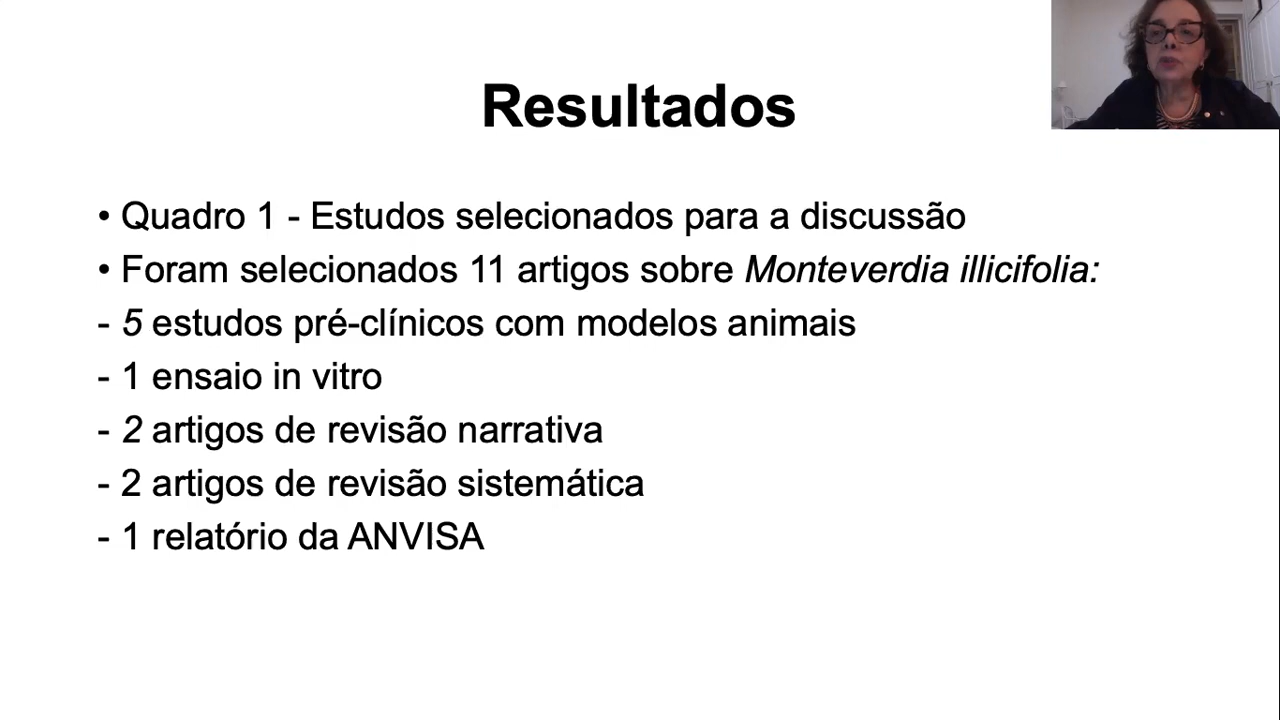 Resultados
• Quadro 1 - Estudos selecionados para a discussão
• Foram selecionados 11 artigos sobre Monteverdia illicifolia:
- 5 estudos pré-clínicos com modelos animais
- 1 ensaio in vitro
- 2 artigos de revisão narrativa
- 2 artigos de revisão sistemática
- 1 relatório da ANVISA